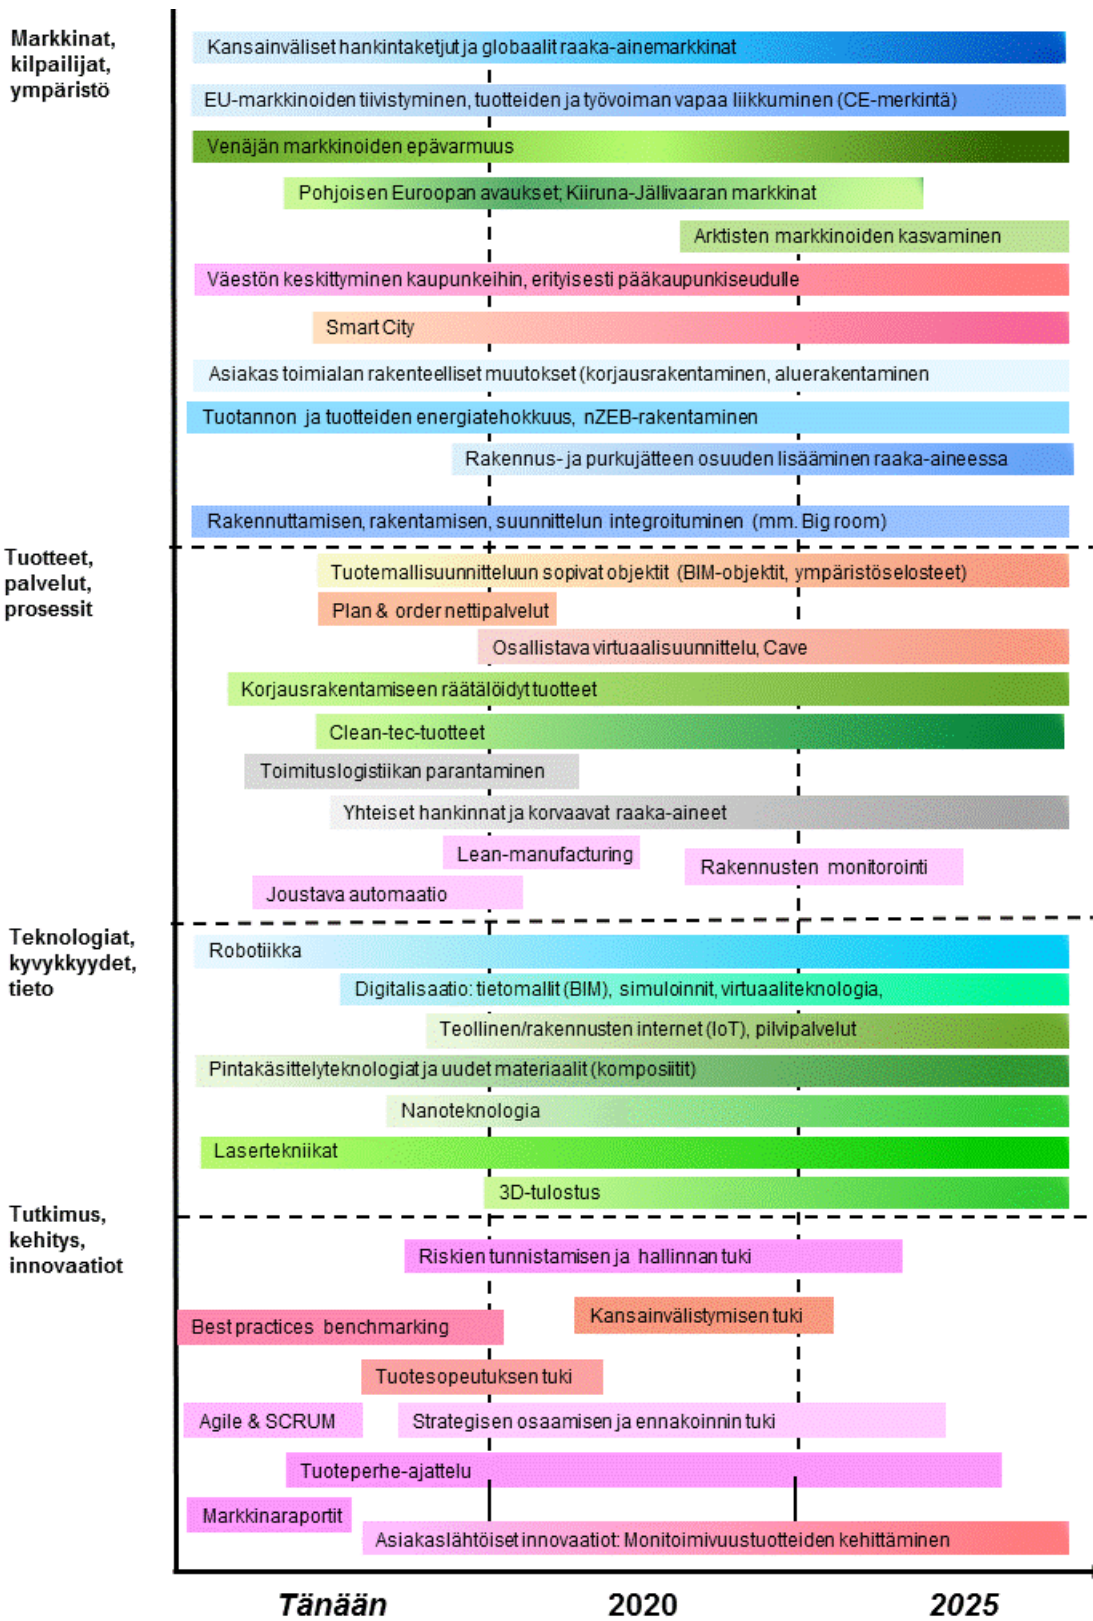 Markkinat,
kilpailijat,
ympäristö
Kansainväliset hankintaketjut ja globaalit raaka-ainemarkkinat
EU-markkinoiden tiivistyminen, tuotteiden ja työvoiman vapaa liikkuminen (CE-merkintä)
Venäjän markkinoiden epävarmuus
Pohjoisen Euroopan avaukset; Kiiruna-Jällivaaran markkinat
Arktisten markkinoiden kasvaminen
Väestön keskittyminen kaupunkeihin, erityisesti pääkaupunkiseudulle
Smart City
Asiakas toimialan rakenteelliset muutokset (korjausrakentaminen, aluerakentaminen
Tuotannon ja tuotteiden energiatehokkuus, nZEB-rakentaminen
Rakennus- ja purkujätteen osuuden lisääminen raaka-aineessa
Rakennuttamisen, rakentamisen, suunnittelun integroituminen (mm. Big room)
Tuotteet,
palvelut,
prosessit
Tuotemallisuunnitteluun sopivat objektit (BIM-objektit, ympäristöselosteet)
Plan & order nettipalvelut
Osallistava virtuaalisuunnittelu, Cave
Korjausrakentamiseen räätälöidyt tuotteet
Clean-tec-tuotteet
Toimituslogistiikan parantaminen
Yhteiset hankinnat ja korvaavat raaka-aineet
Lean-manufacturing
Rakennusten monitorointi
Joustava automaatio
Teknologiat,
kyvykkyydet,
tieto
Robotiikka
Digitalisaatio: tietomallit (BIM), simuloinnit, virtuaaliteknologia,
Teollinen/rakennusten internet (IoT), pilvipalvelut
Pintakäsittelyteknologiat ja uudet materiaalit (komposiitit)
Nanoteknologia
Lasertekniikat
3D-tulostus
Tutkimus,
kehitys,
innovaatiot
Riskien tunnistamisen ja hallinnan tuki
Kansainvälistymisen tuki
Best practices benchmarking
Tuotesopeutuksen tuki
Agile & SCRUM
Strategisen osaamisen ja ennakoinnin tuki
Tuoteperhe-ajattelu
Markkinaraportit
Asiakaslähtöiset innovaatiot: Monitoimivuustuotteiden kehittäminen
Tänään 2020 2025